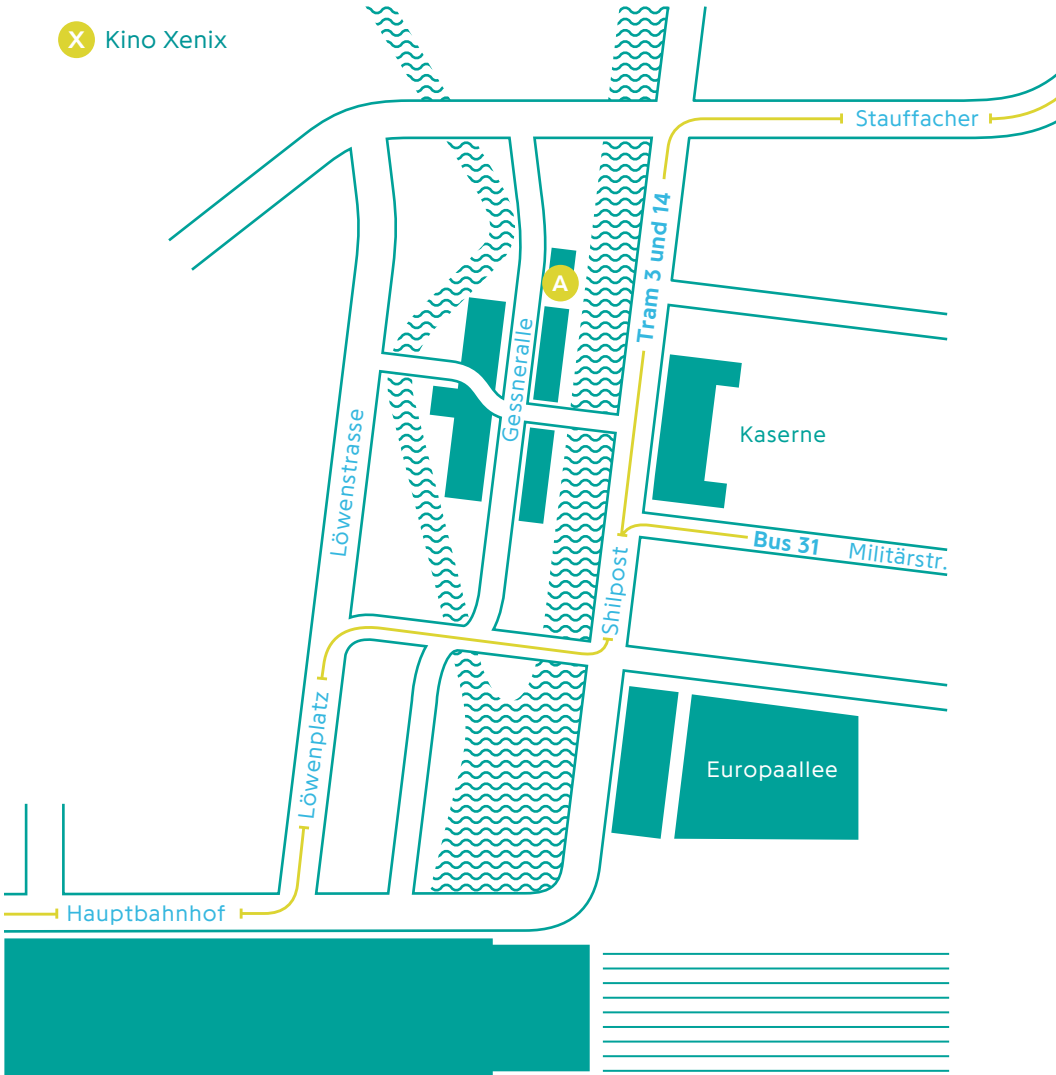 X Kino Xenix
Stauffacher
Tram 3 und 14
A
Gessneralle
Löwenstrasse
Kaserne
Bus 31 Militärstr.
Shilpost
Löwenplatz
Europaallee
Hauptbahnhof